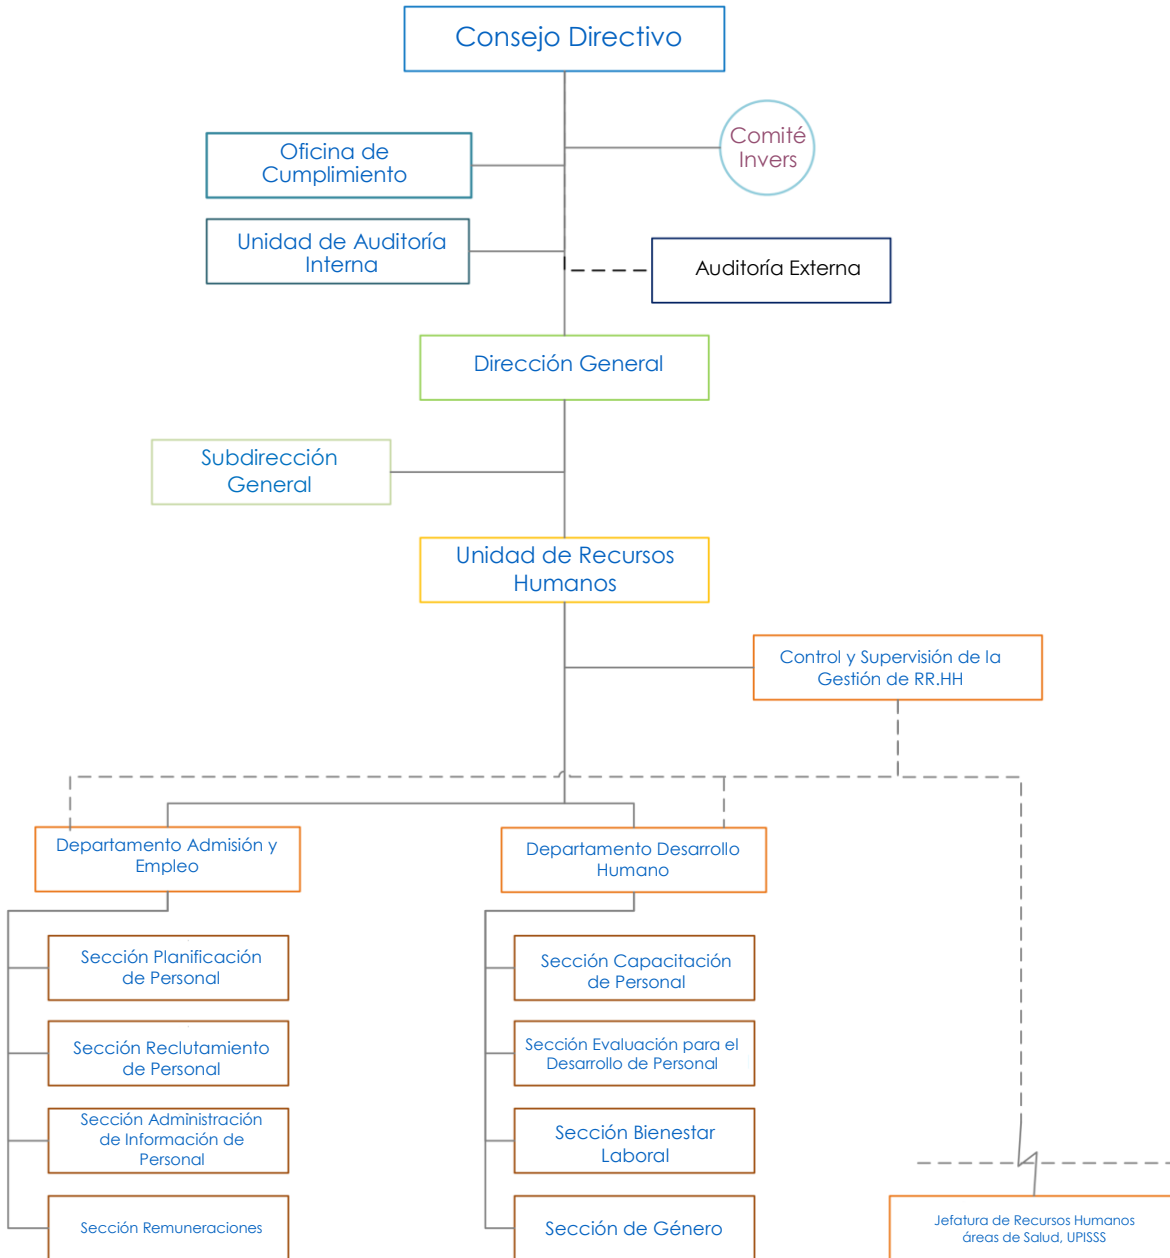 Consejo Directivo
Comité
Invers
Oficina de
Cumplimiento
Unidad de Auditoría
Interna
Auditoría Externa
Dirección General
Subdirección
General
Unidad de Recursos
Humanos
Control y Supervisión de la
Gestión de RR.HH
Departamento Admisión y
Empleo
Departamento Desarrollo
Humano
Sección Planificación
de Personal
Sección Capacitación
de Personal
Sección Reclutamiento
de Personal
Sección Evaluación para el
Desarrollo de Personal
Sección Administración
de Información de
Personal
Sección Bienestar
Laboral
Sección Remuneraciones
Sección de Género
Jefatura de Recursos Humanos
áreas de Salud, UPISSS